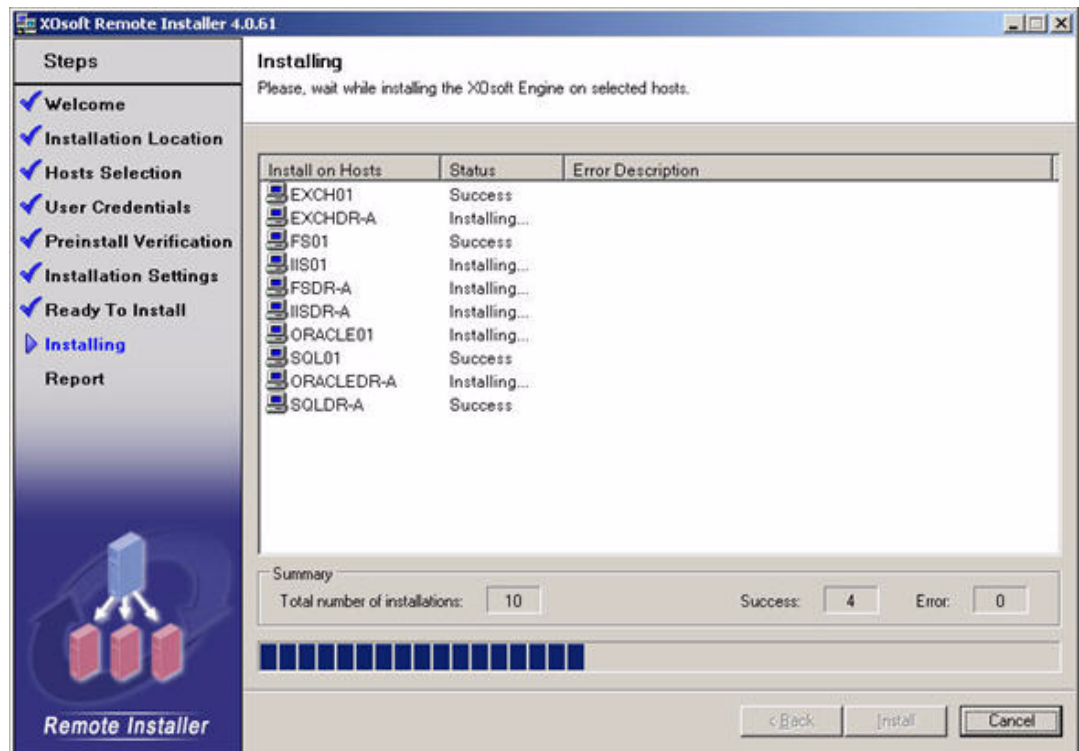 XOsoft Remote Installer 4.0.61
Steps
Welcome
Installation Location
Hosts Selection
User Credentials
Preinstall Verification
Installation Settings
Ready To Install
Installing
Report
Remote Installer
Installing
Please, wait while installing the XOsoft Engine on selected hosts.
Install on Hosts Status Error Description
EXCH01 Success
EXCHDR-A Installing...
FS01 Success
IIS01 Installing...
FSDR-A Installing...
IISDR-A Installing...
ORACLE01 Installing...
SQL01 Success
ORACLEDR-A Installing...
SQLDR-A Success
Summary
Total number of installations: 10 Success: 4 Error: 0
< Back Install Cancel